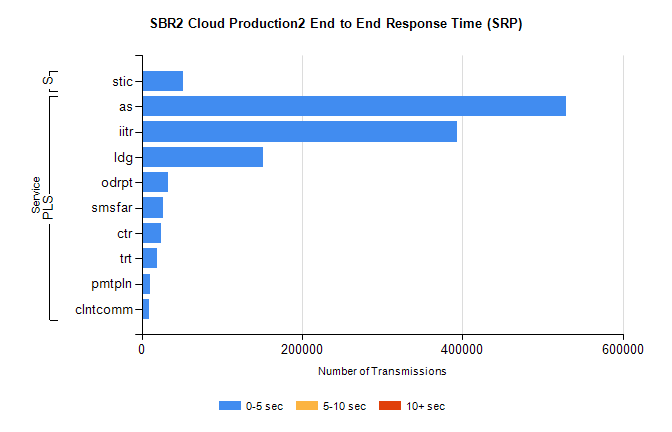 SBR2 Cloud Production2 End to End Response Time (SRP)
Service
S
PLS
stic
as
iitr
ldg
odrpt
smsfar
ctr
trt
pmtpln
clntcomm
0 200000 400000 600000
Number of Transmissions
0-5 sec 5-10 sec 10+ sec